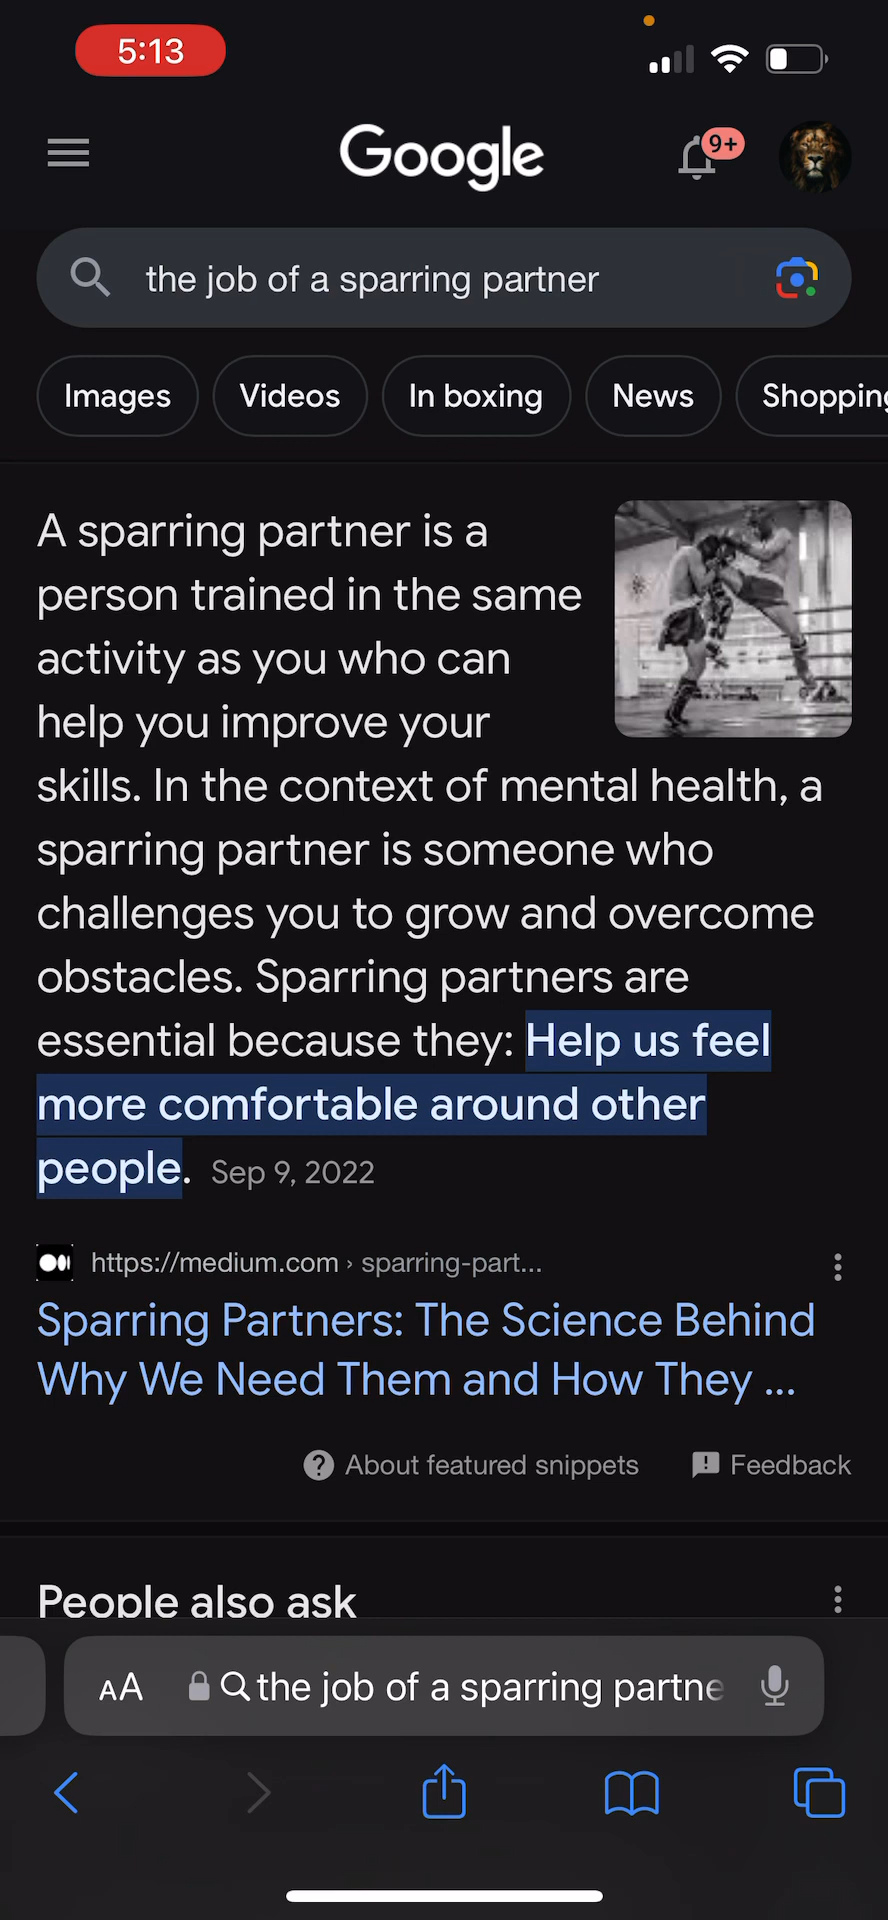 5:13
Google
9+
the job of a sparring partner
Images
Videos
In boxing
News
Shopping
A sparring partner is a
person trained in the same
activity as you who can
help you improve your
skills. In the context of mental health, a
sparring partner is someone who
challenges you to grow and overcome
obstacles. Sparring partners are
essential because they: Help us feel
more comfortable around other
people. Sep 9, 2022
https://medium.com › sparring-part...
Sparring Partners: The Science Behind
Why We Need Them and How They ...
About featured snippets
Feedback
People also ask
AA
the job of a sparring partne